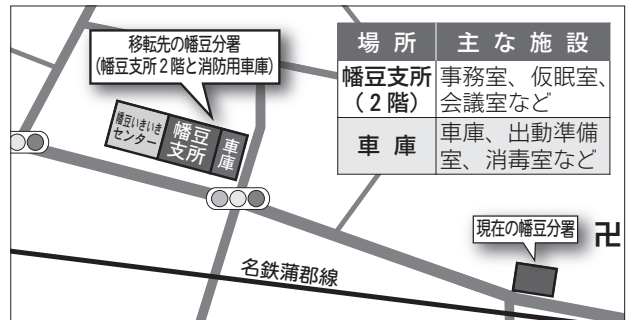 移転先の幡豆分署
(幡豆支所２階と消防用車庫)
幡豆いきいき
センター
幡豆
支所
車
庫
場所
主な施設
幡豆支所
(２階)
事務室、仮眠室、
会議室など
車庫
車庫、出動準備
室、消毒室など
現在の幡豆分署
卍
名鉄蒲郡線